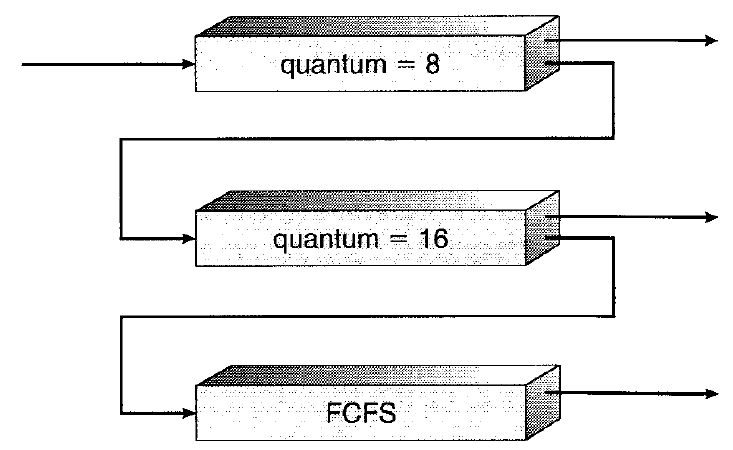 quantum = 8
quantum = 16
FCFS